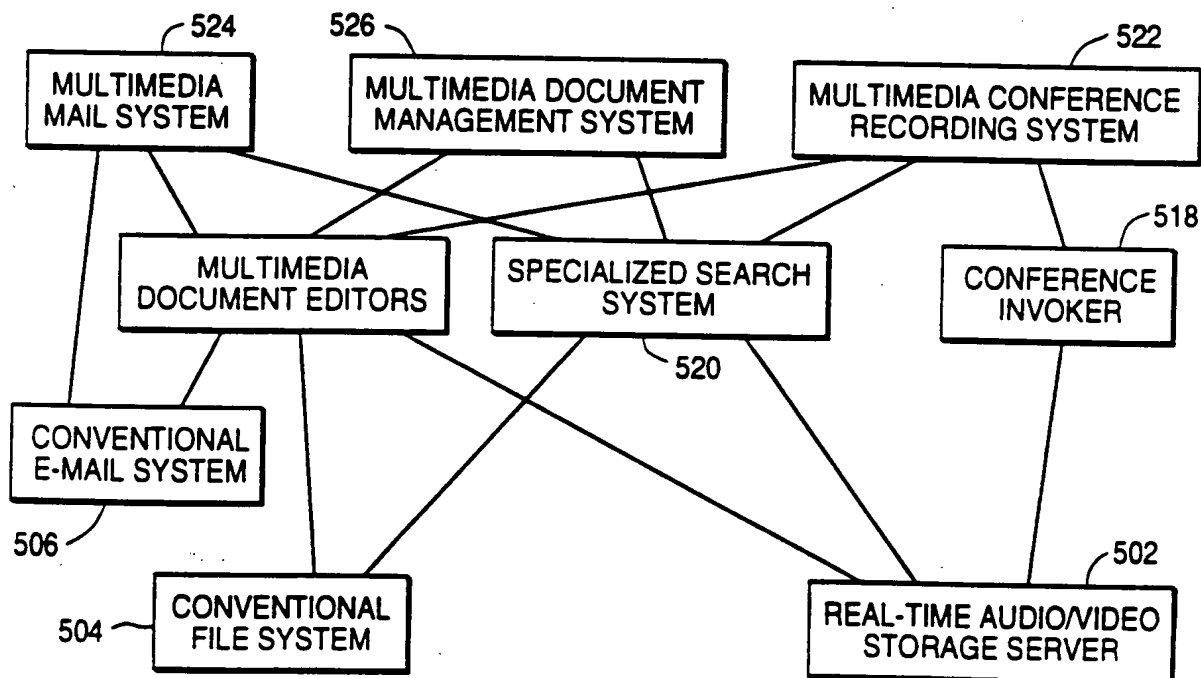 524
MULTIMEDIA
MAIL SYSTEM
526
MULTIMEDIA DOCUMENT
MANAGEMENT SYSTEM
522
MULTIMEDIA CONFERENCE
RECORDING SYSTEM
MULTIMEDIA
DOCUMENT EDITORS
SPECIALIZED SEARCH
SYSTEM
520
518
CONFERENCE
INVOKER
CONVENTIONAL
E-MAIL SYSTEM
506
504
CONVENTIONAL
FILE SYSTEM
502
REAL-TIME AUDIO/VIDEO
STORAGE SERVER